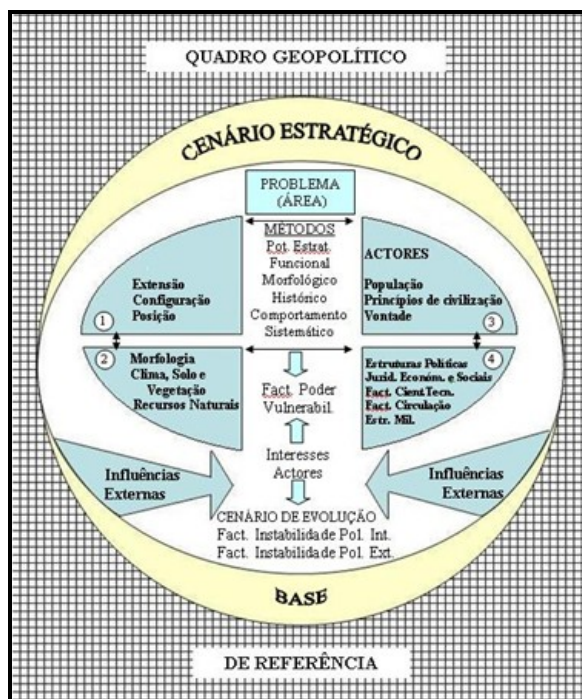 QUADRO GEOPOLÍTICO
CENÁRIO ESTRATÉGICO
PROBLEMA
(ÁREA)
MÉTODOS
Pot. Estrat.
Funcional
Morfológico
Histórico
Comportamento
Sistemático
Extensão
Configuração
Posição
1
ACTORES
População
Princípios de civilização
Vontade
3
2
Morfologia
Clima, Solo e
Vegetação
Recursos Naturais
4
Estruturas Políticas
Juríd. Económ. e Sociais
Fact. Cient.Tecn.
Fact. Circulação
Estr. Mil.
Fact. Poder
Vulnerabil.
Interesses
Actores
Influências
Externas
Influências
Externas
CENÁRIO DE EVOLUÇÃO
Fact. Instabilidade Pol. Int.
Fact. Instabilidade Pol. Ext.
BASE
DE REFERÊNCIA